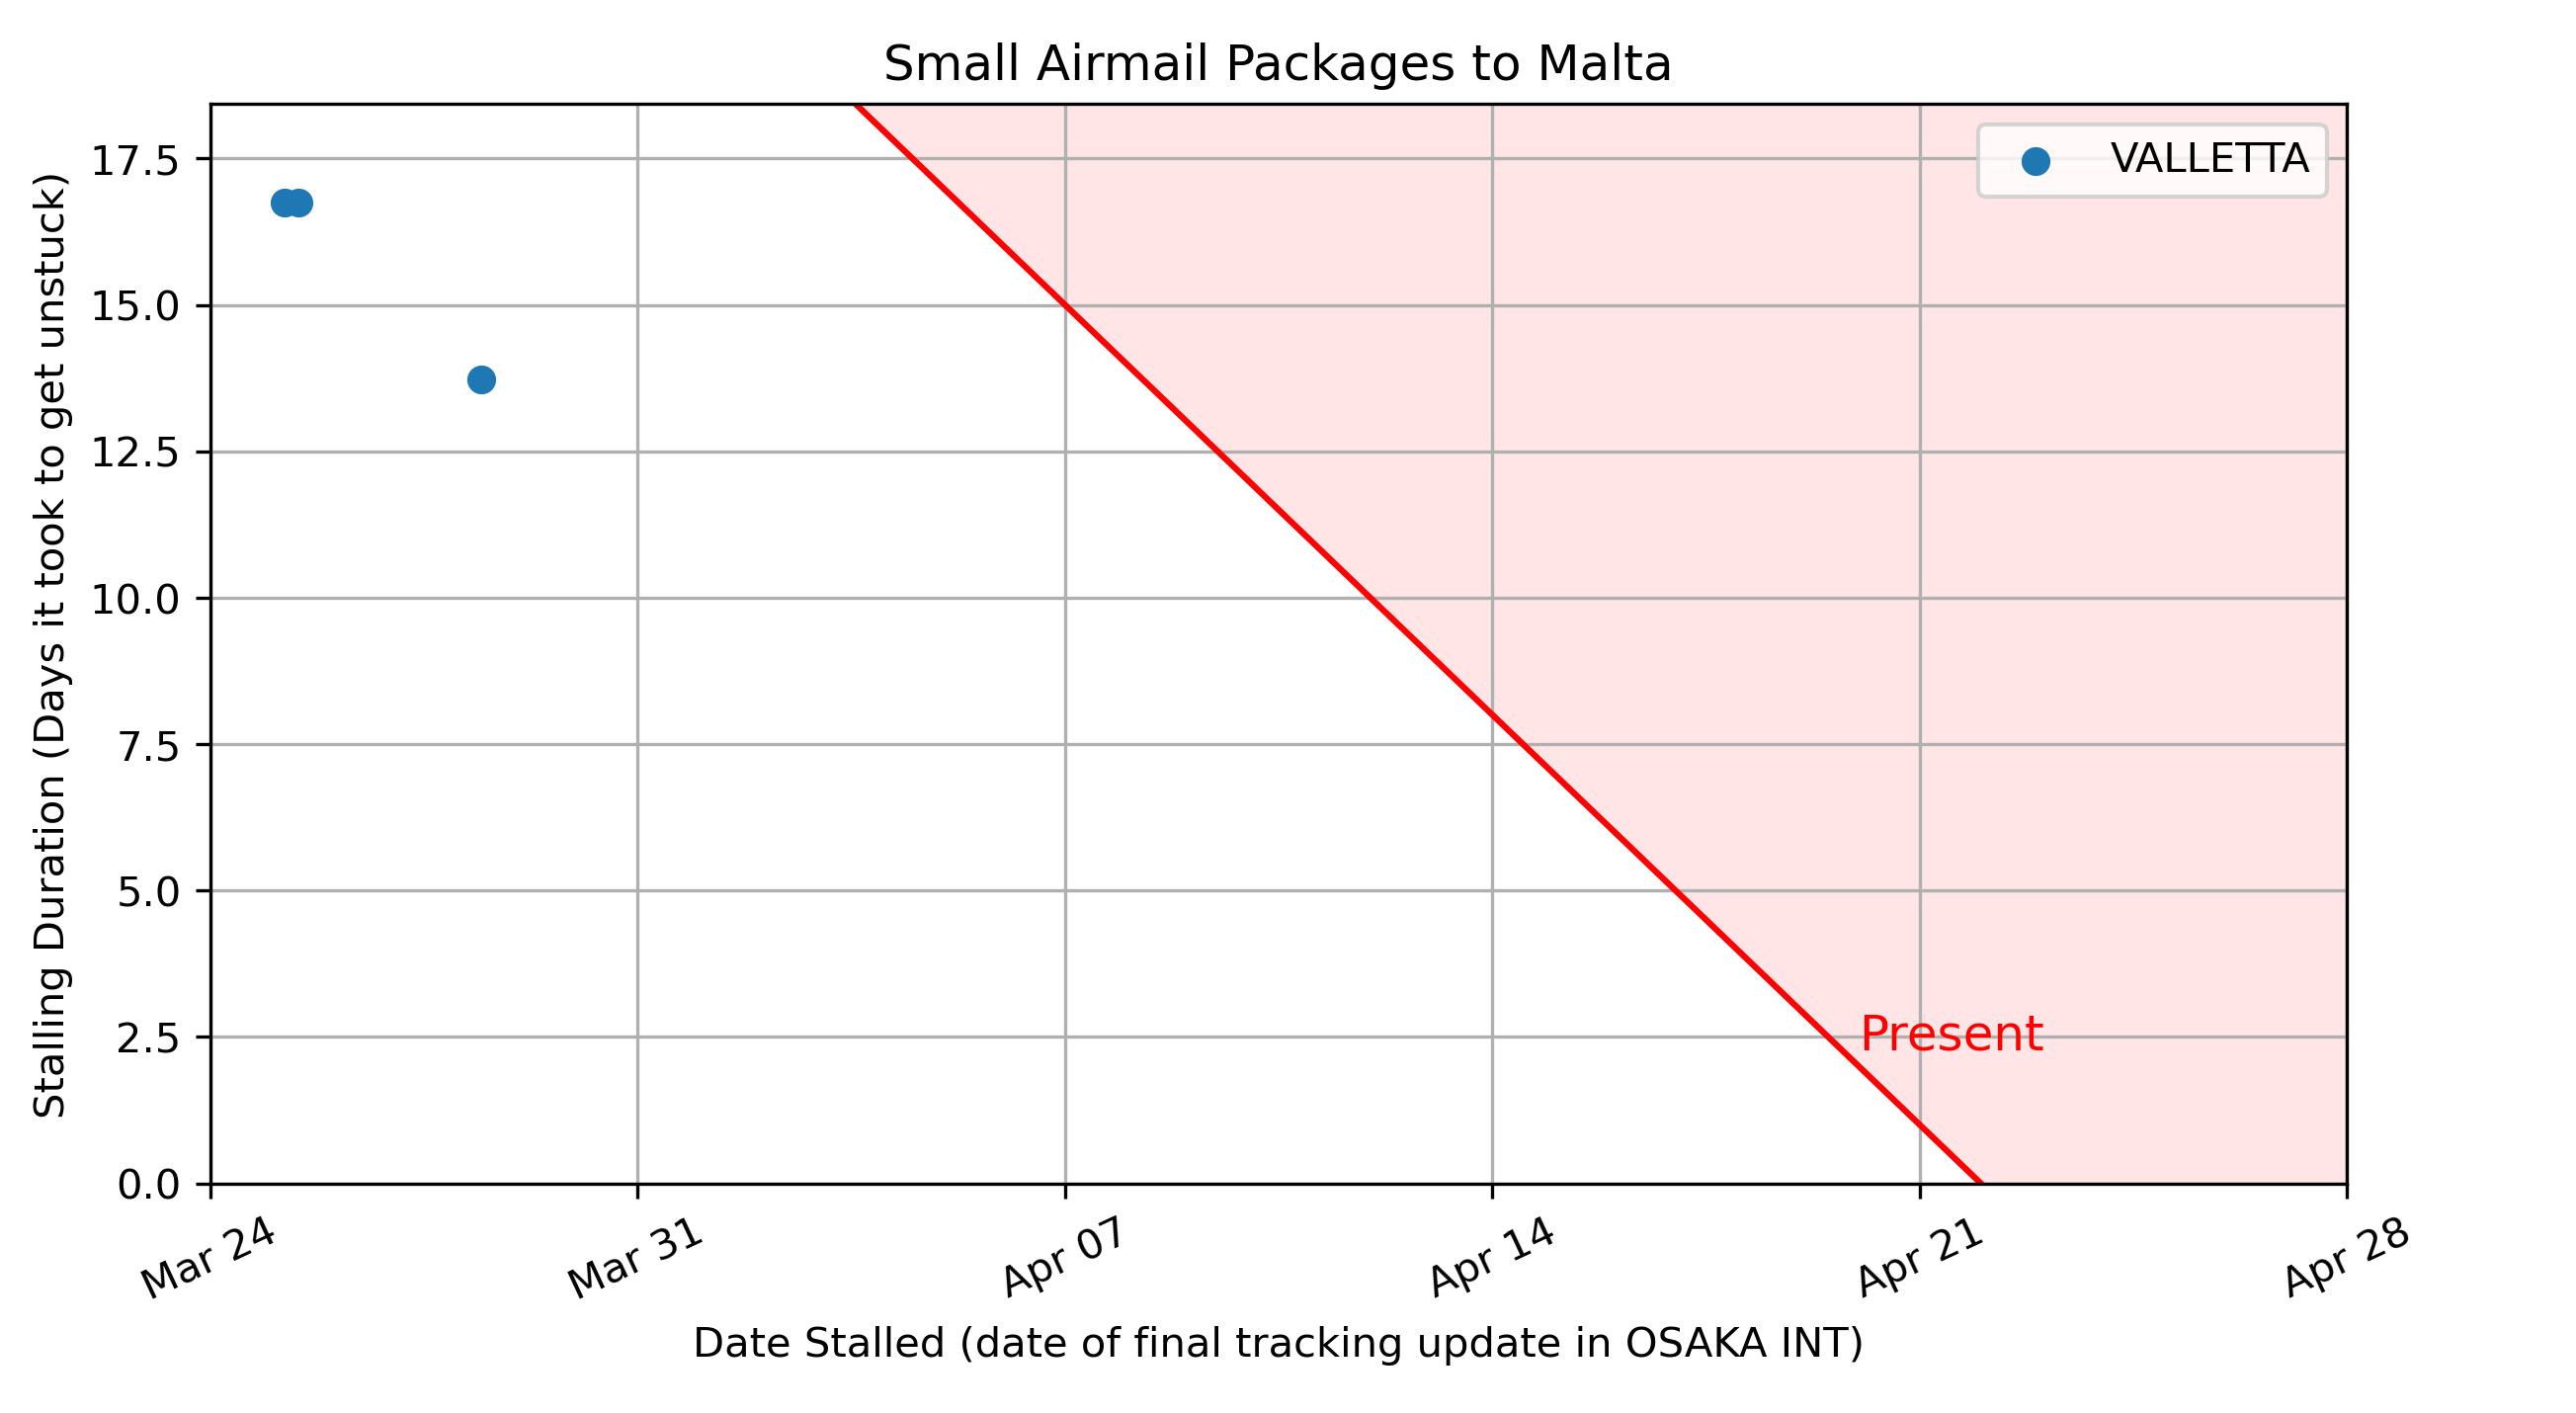 Small Airmail Packages to Malta
VALLETTA
Stalling Duration (Days it took to get unstuck)
17.5
15.0
12.5
10.0
7.5
5.0
2.5
0.0
Present
Mar 24
Mar 31
Apr 07
Apr 14
Apr 21
Apr 28
Date Stalled (date of final tracking update in OSAKA INT)